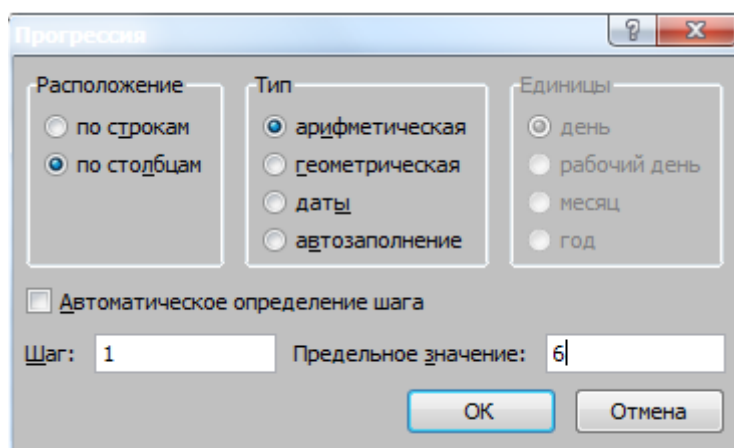 Прогрессия
Расположение
по строкам
по столбцам
Тип
арифметическая
геометрическая
даты
автозаполнение
Единицы
день
рабочий день
месяц
год
Автоматическое определение шага
Шаг: 1 Предельное значение: 6
ОК Отмена